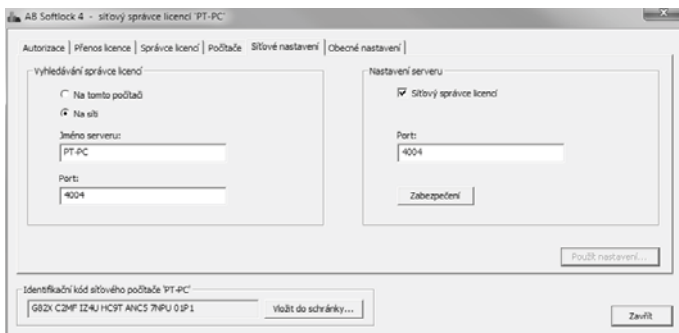 AB Softlock 4 - síťový správce licencí 'PT-PC'
Autorizace | Přenos licence | Správce licencí | Počítače | Síťové nastavení | Obecné nastavení
Vyhledávání správce licencí
Na tomto počítači
Na síti
Jméno serveru:
PT-PC
Port:
4004
Nastavení serveru
Síťový správce licencí
Port:
4004
Zabezpečení
Použít nastavení...
Identifikační kód síťového počítače 'PT-PC'
G82X C2MF IZ4U HC9T ANC5 7NPU 01P1
Vložit do schránky...
Zavřít